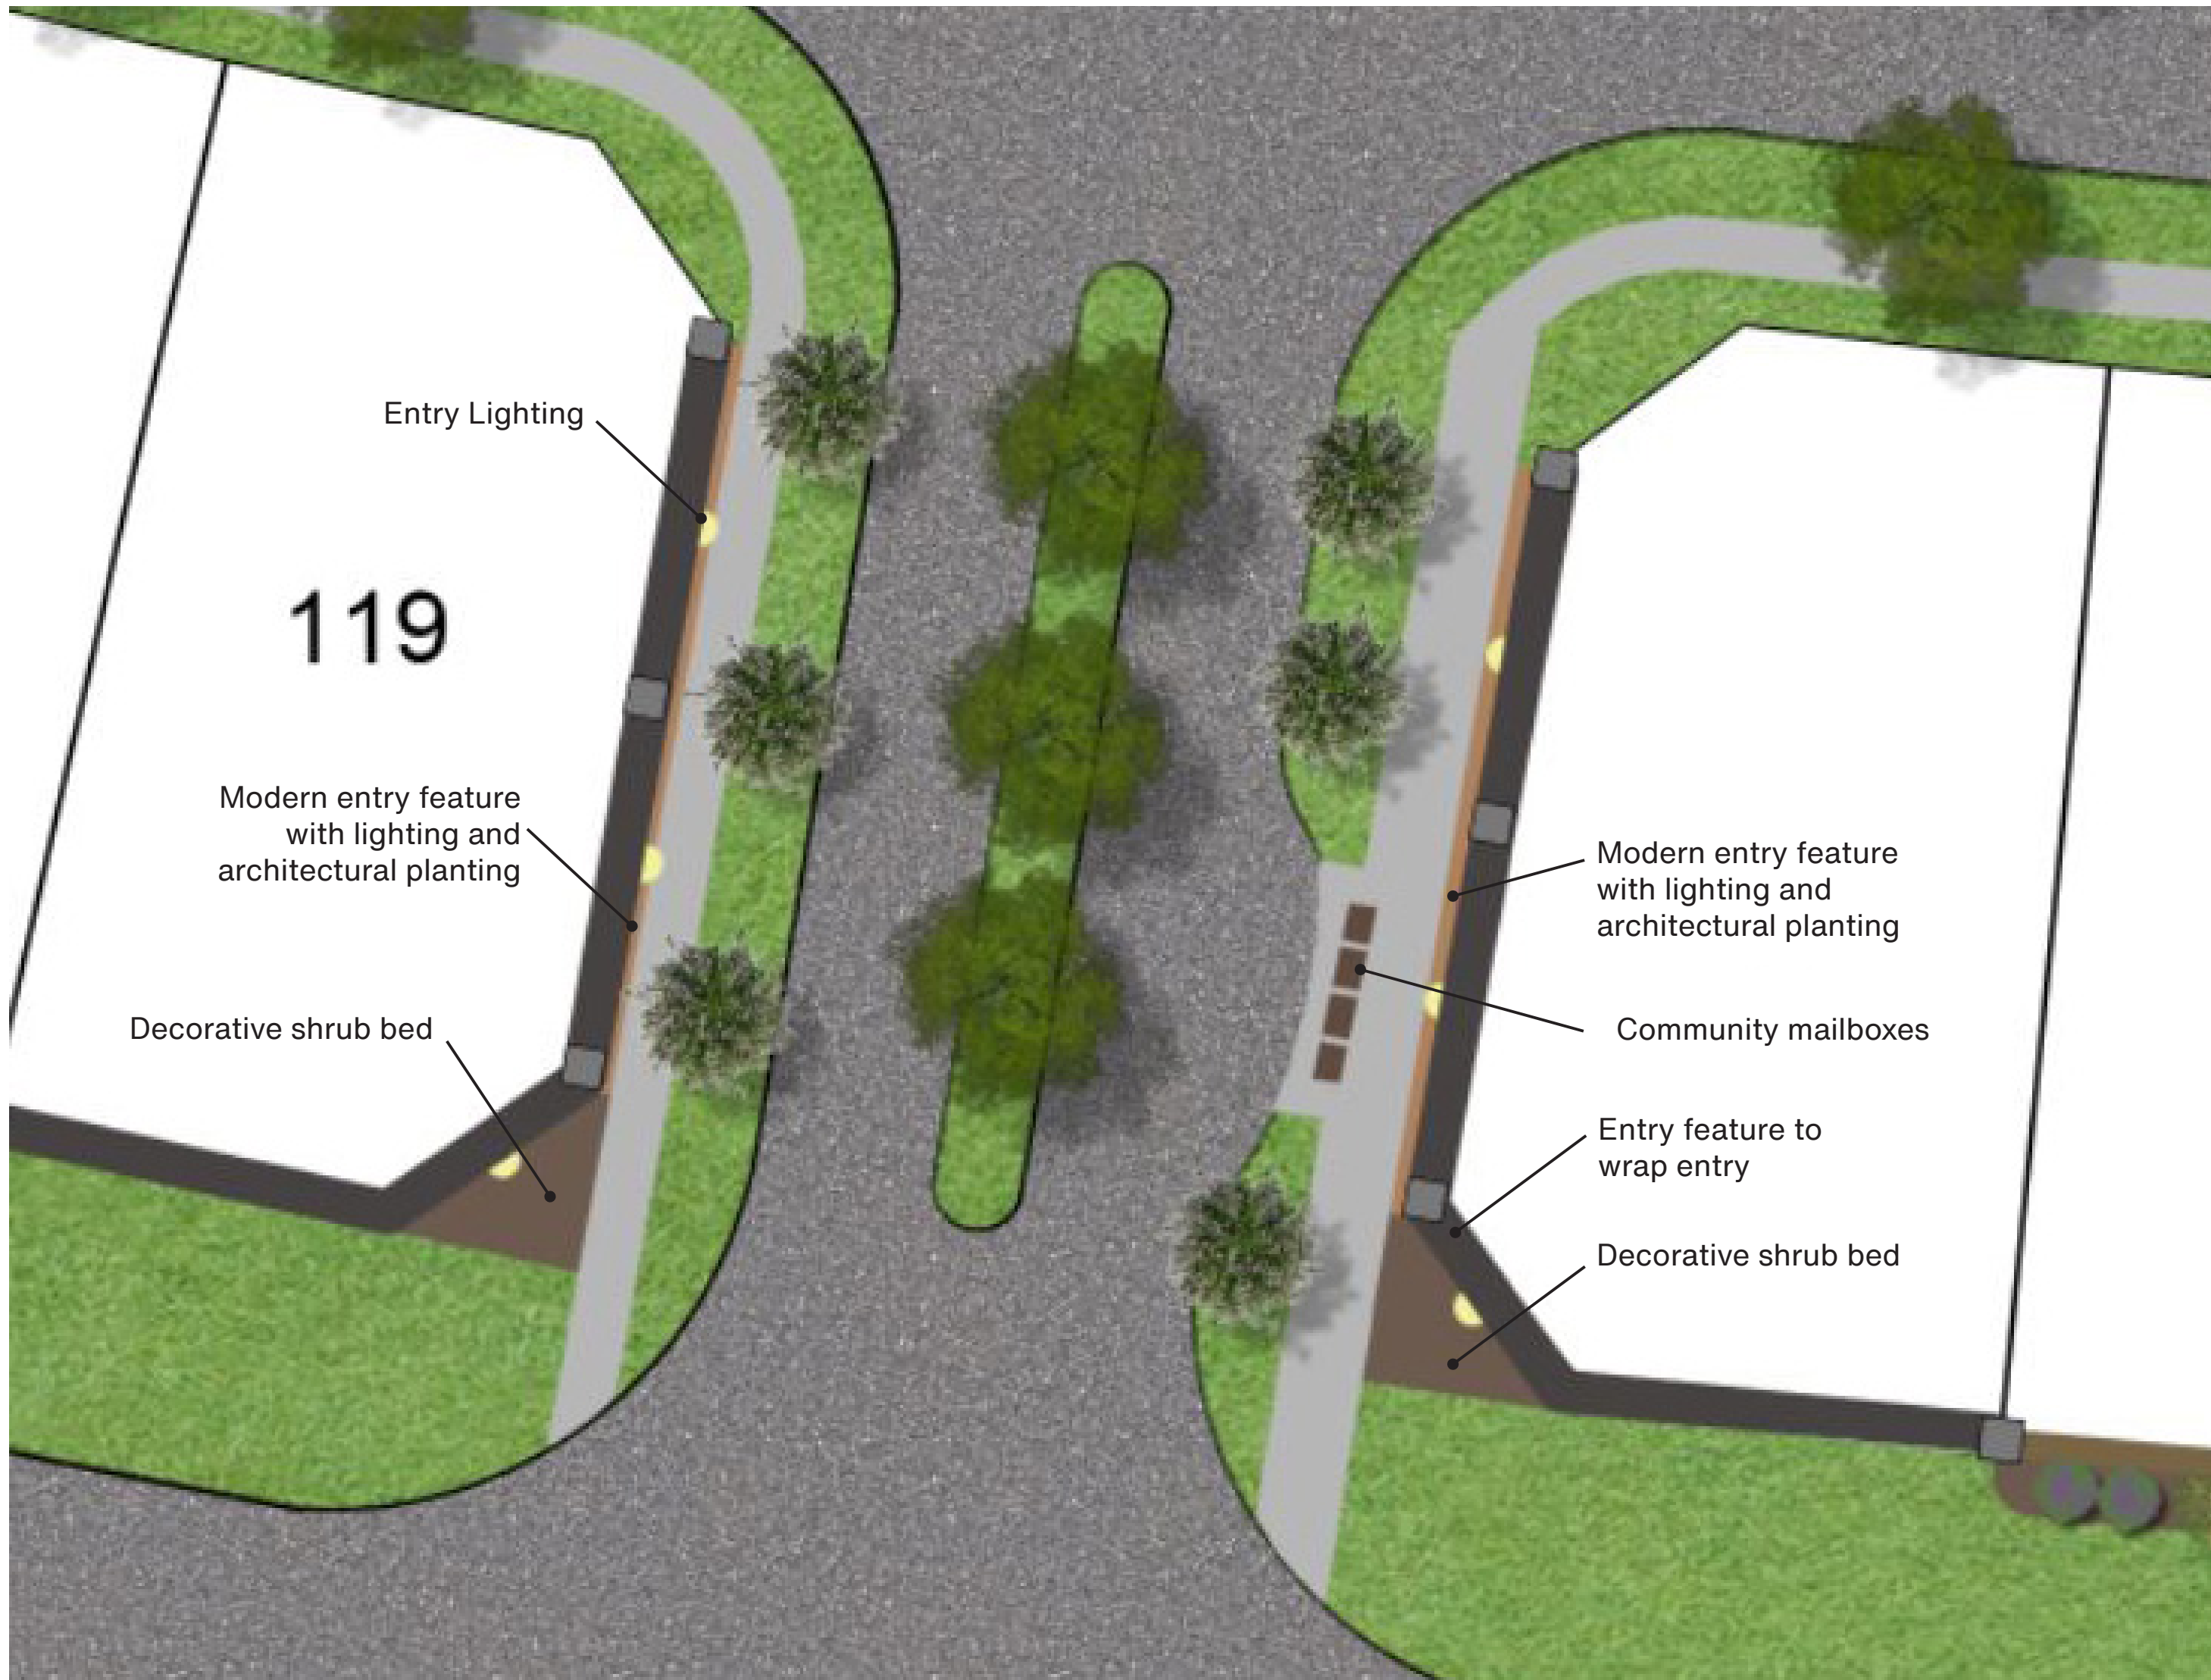 Entry Lighting
119
Modern entry feature
with lighting and
architectural planting
Decorative shrub bed
Modern entry feature
with lighting and
architectural planting
Community mailboxes
Entry feature to
wrap entry
Decorative shrub bed